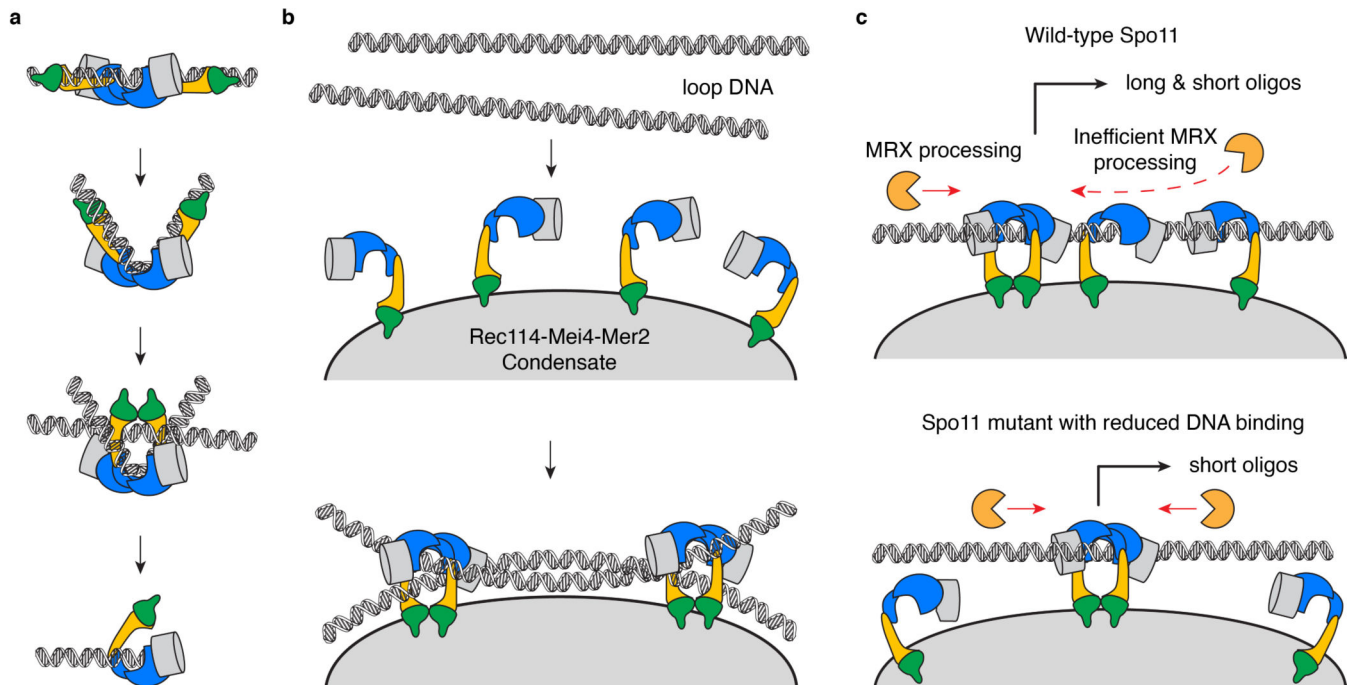 a
b
loop DNA
Rec114-Mei4-Mer2
Condensate
c
Wild-type Spo11
long & short oligos
MRX processing
Inefficient MRX
processing
Spo11 mutant with reduced DNA binding
short oligos